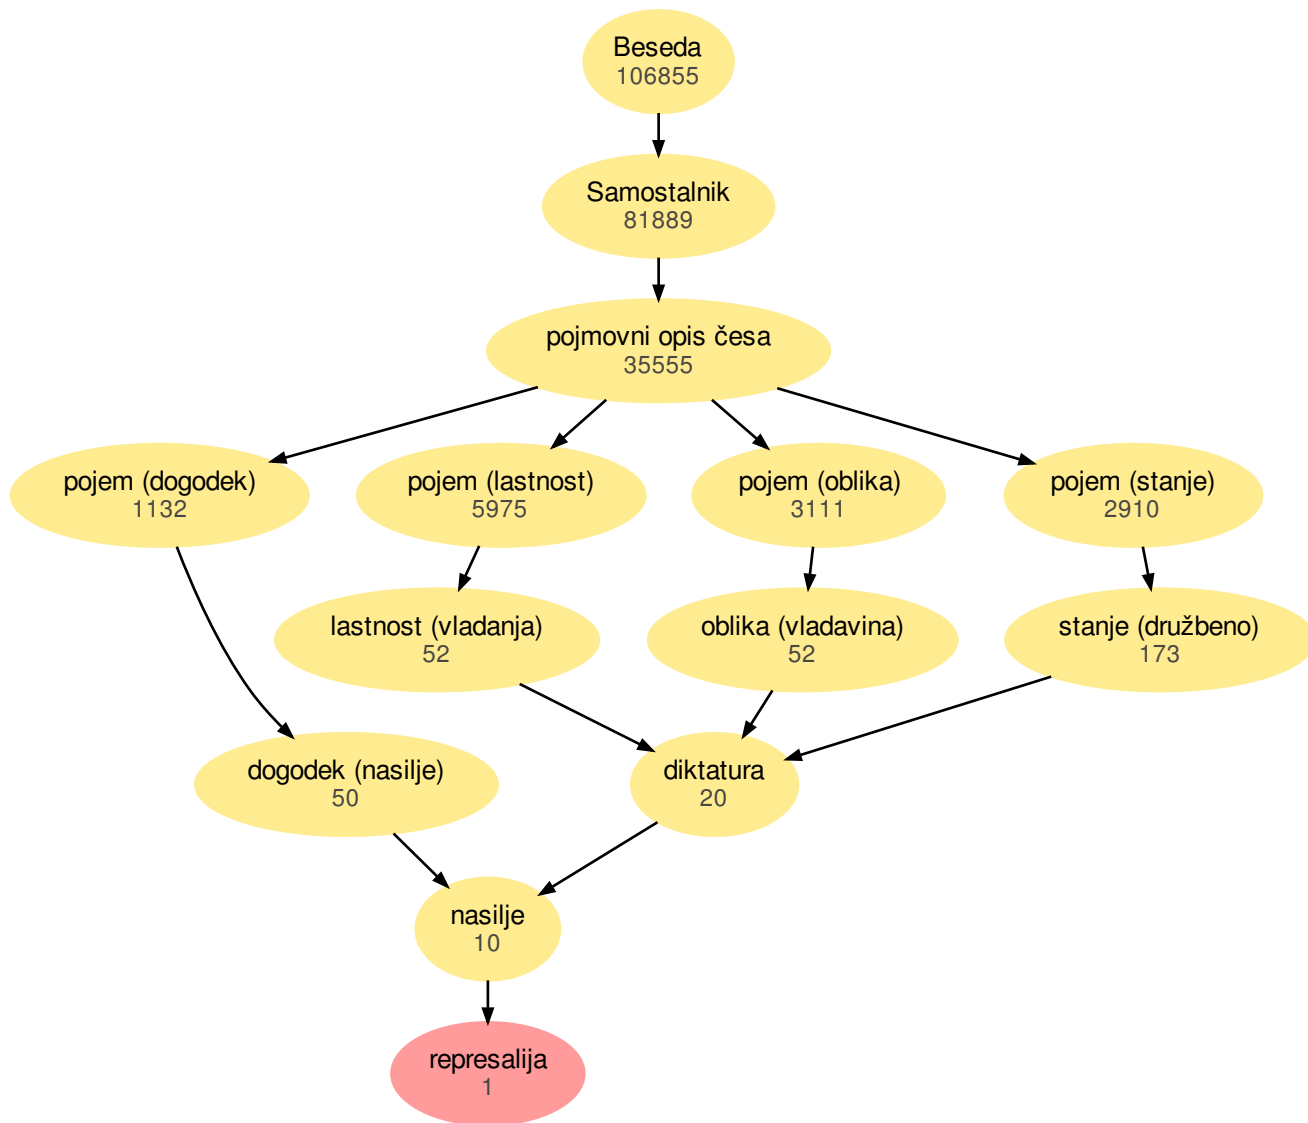 Beseda
106855
Samostalnik
81889
pojmovni opis česa
35555
pojem (dogodek)
1132
pojem (lastnost)
5975
pojem (oblika)
3111
pojem (stanje)
2910
lastnost (vladanja)
52
oblika (vladavina)
52
stanje (družbeno)
173
dogodek (nasilje)
50
diktatura
20
nasilje
10
represalija
1